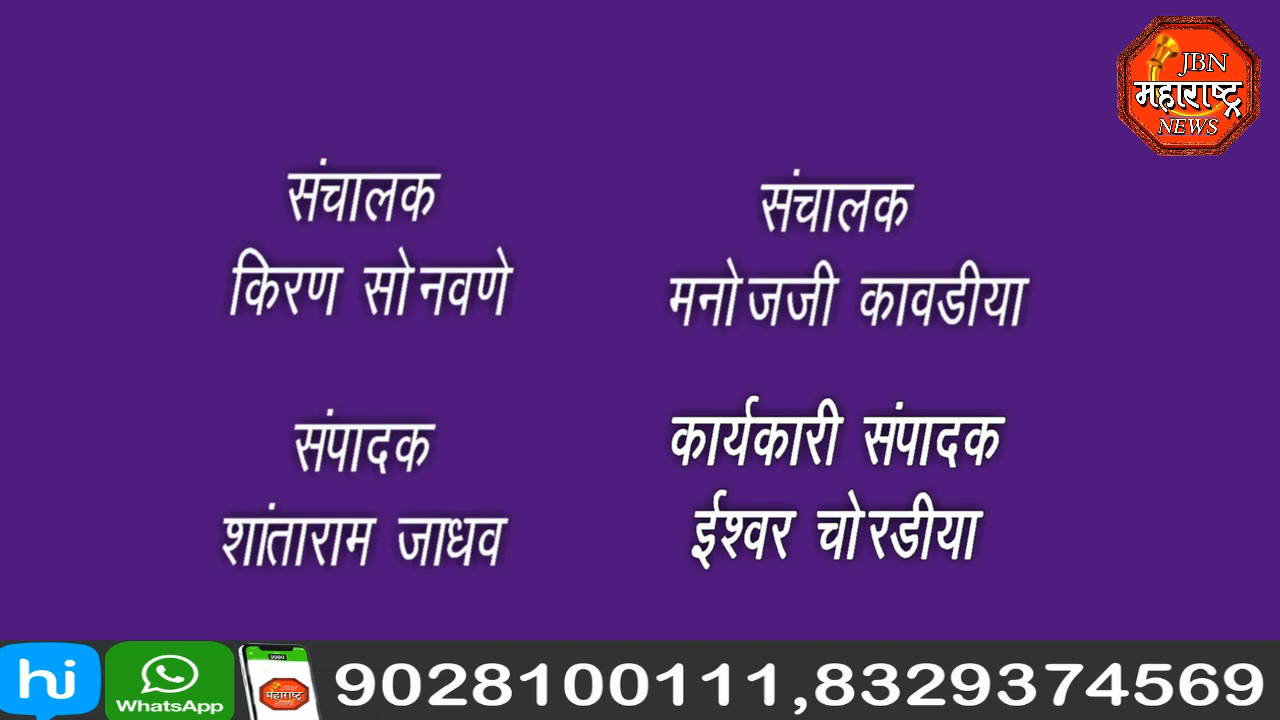 JBN
महाराष्ट्र
NEWS
संचालक
किरण सोनवणे
संचालक
मनोजजी कावडीया
संपादक
शांताराम जाधव
कार्यकारी संपादक
ईश्वर चोरडीया
hi
WhatsApp
महाराष्ट्र
9028100111,8329374569